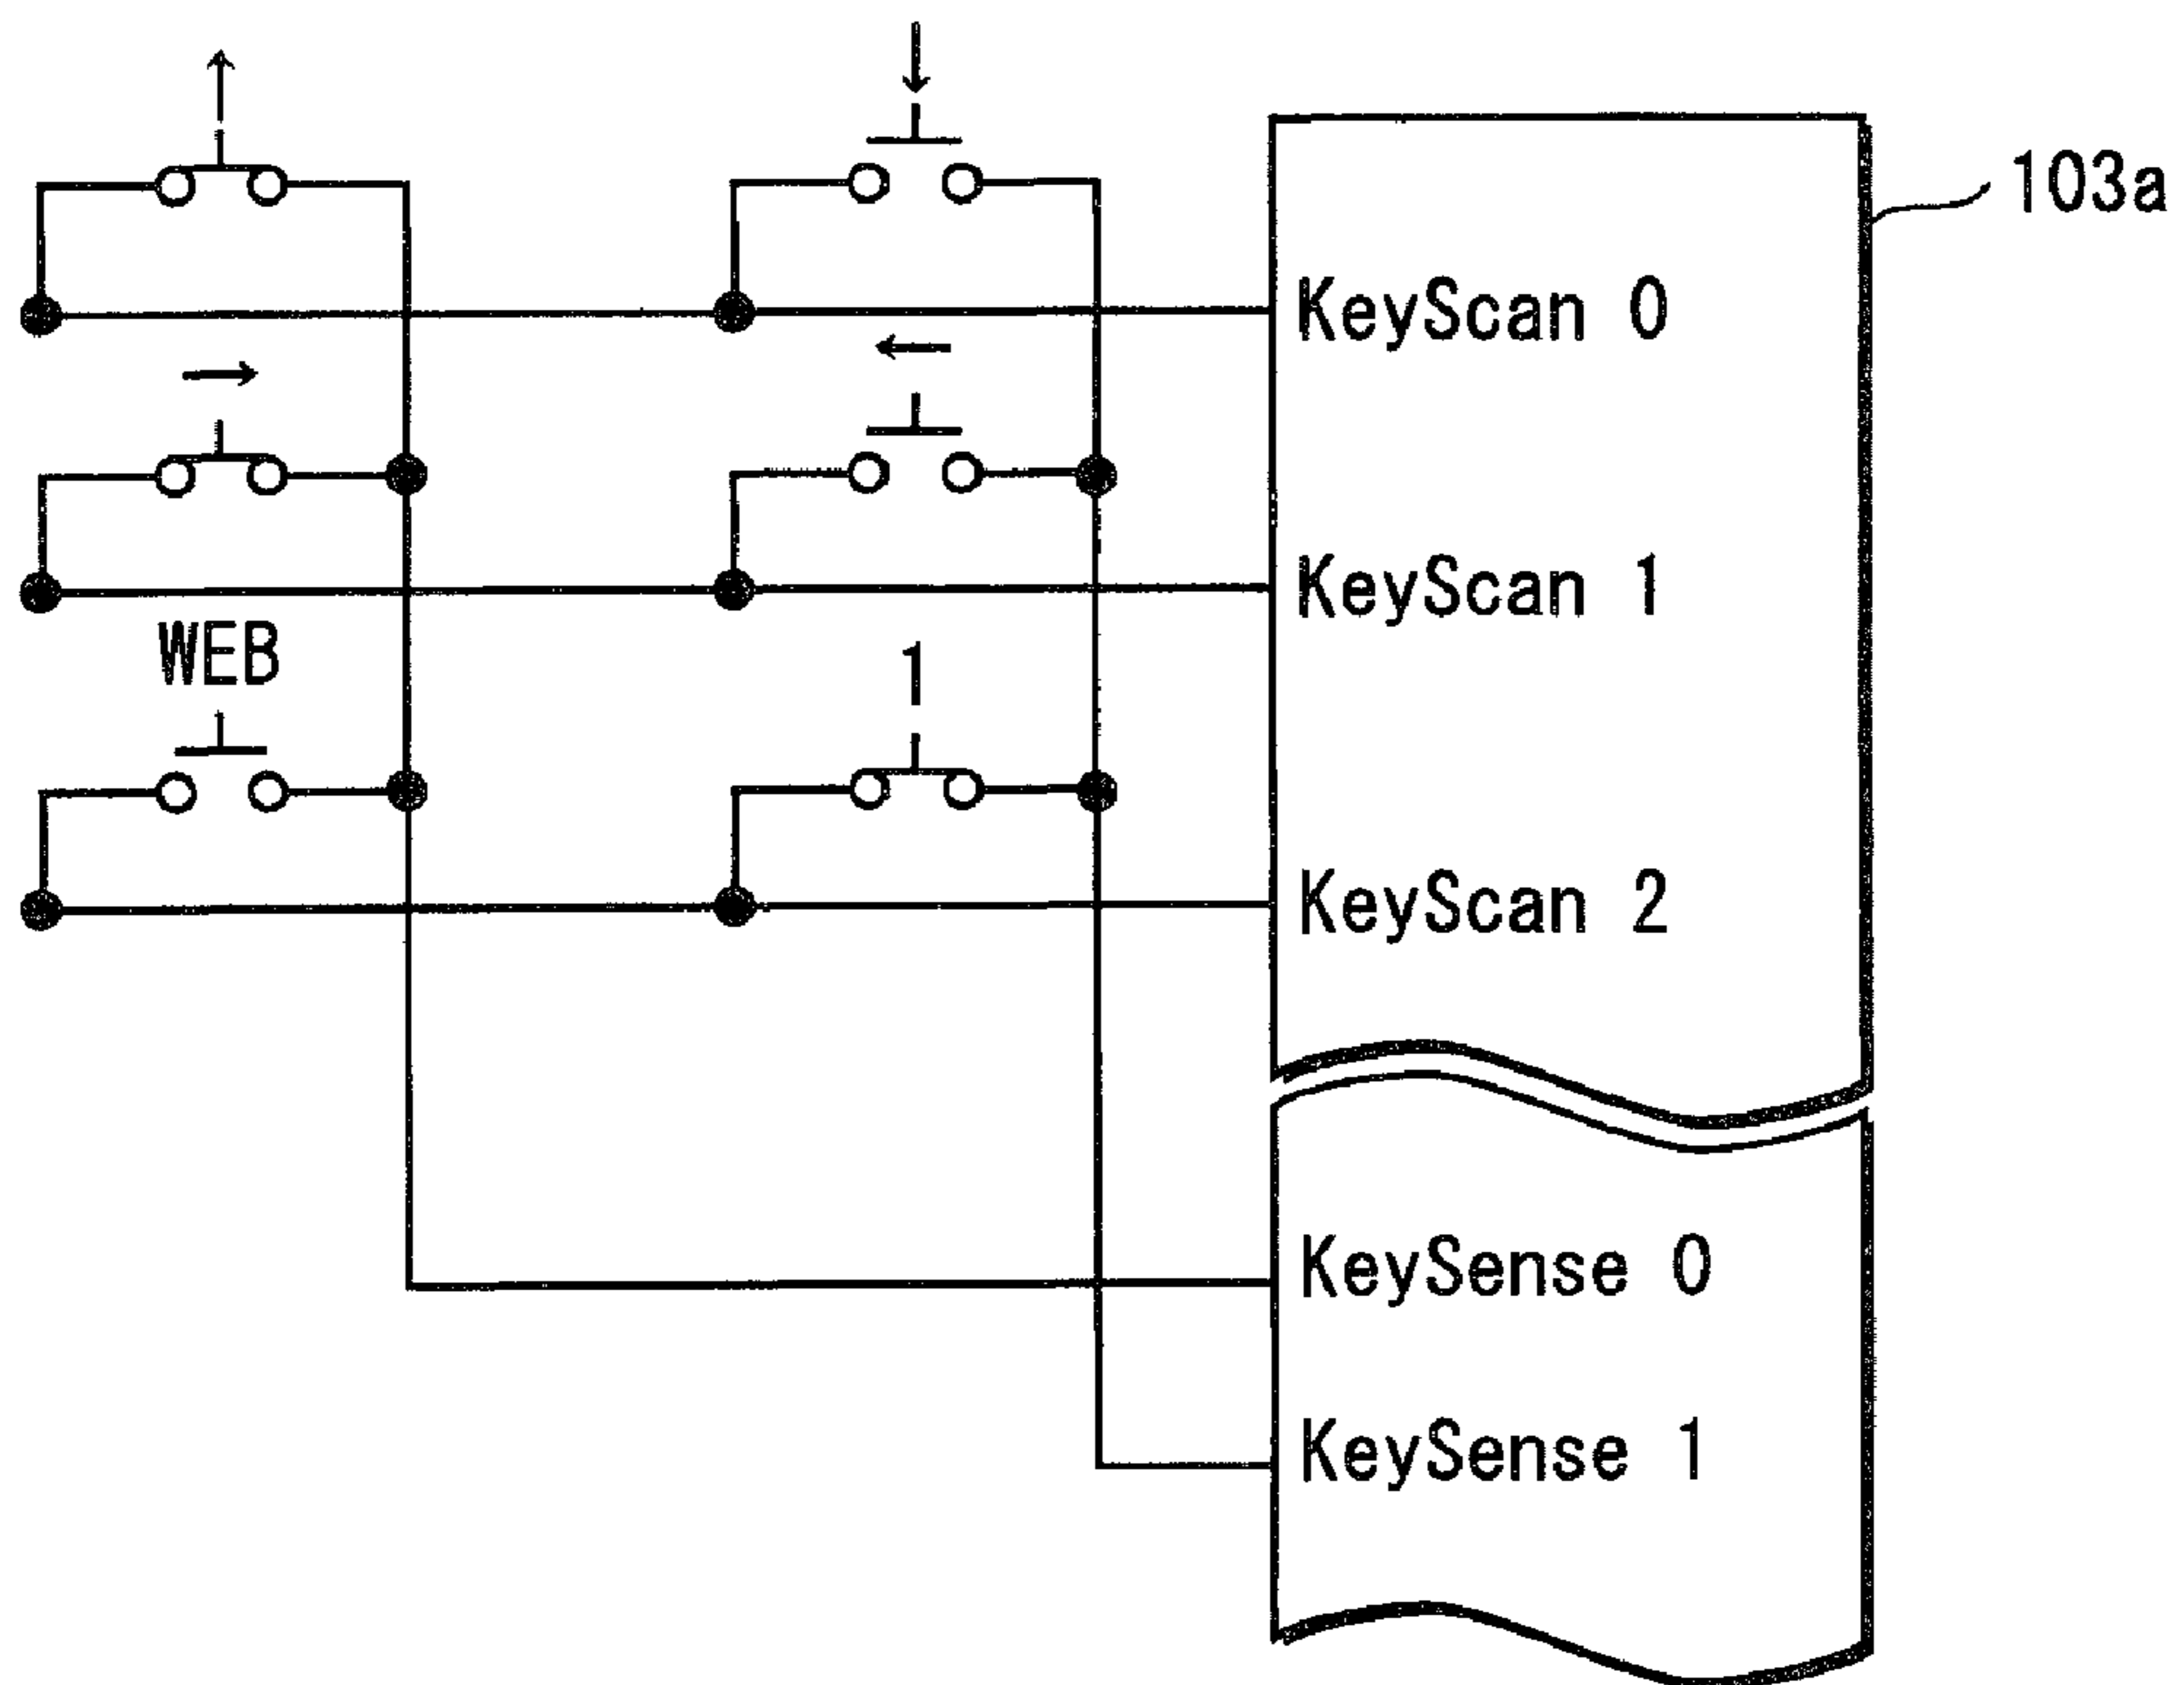 ↑ ↓
103a
KeyScan 0
→ ←
KeyScan 1
WEB 1
KeyScan 2
KeySense 0
KeySense 1